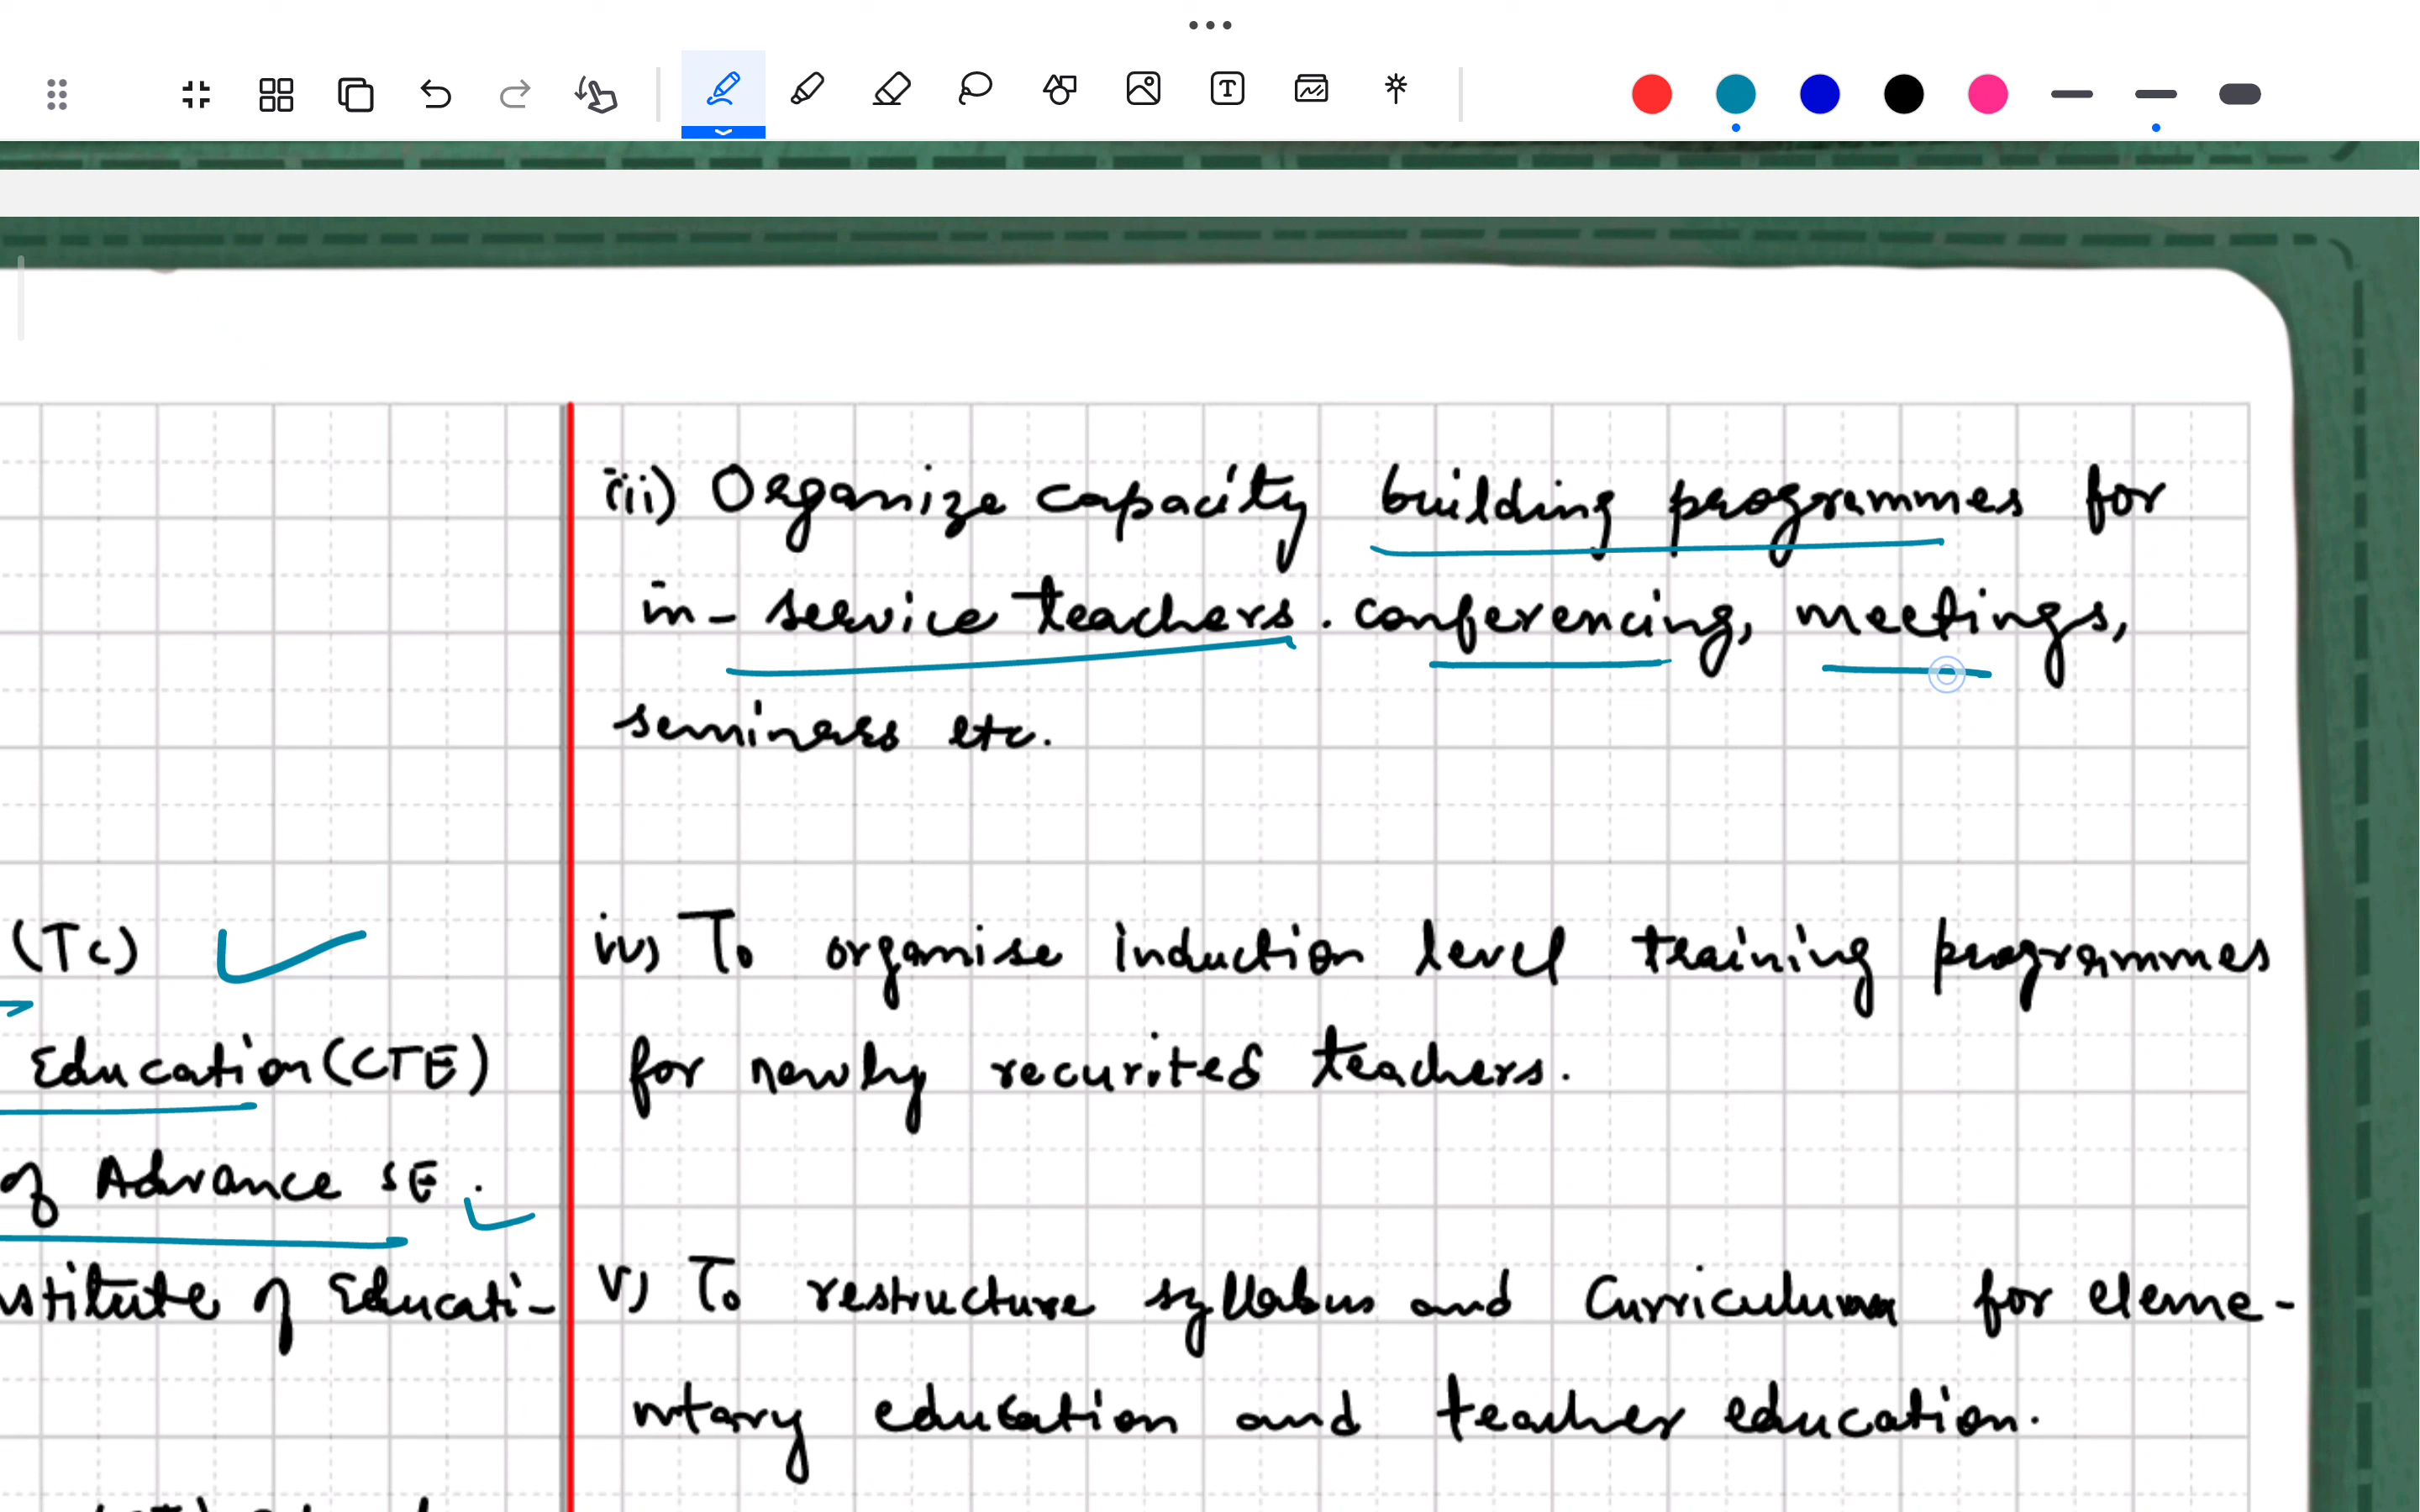 iii) Organize capacity building programmes for
in-service teachers. conferencing, meetings,
seminars etc.
(TC)
iv) To organise induction level training programmes
Education (CTE)
for newly recurited teachers.
of Advance SE.
stitute of Educati-
v) To restructure syllabus and Curriculum for eleme-
ntary education and teacher education.